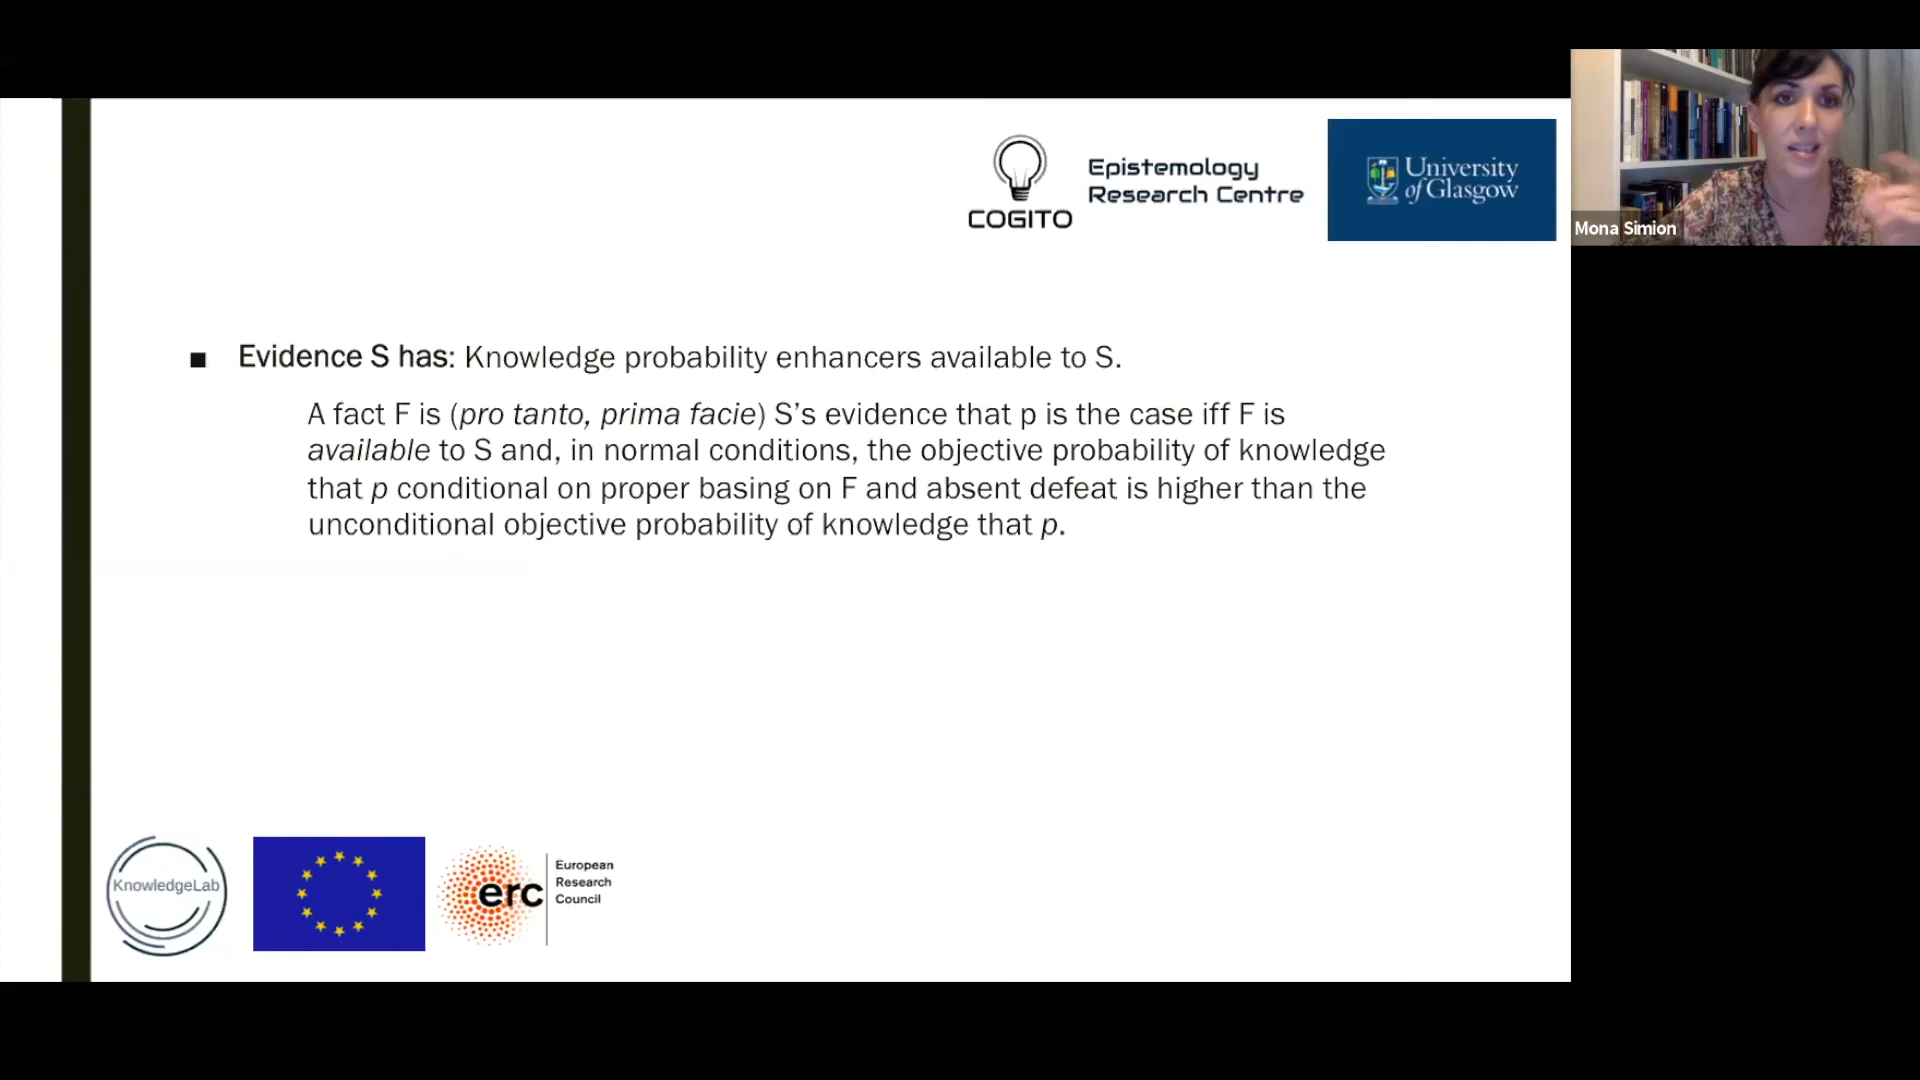 COGITO
Epistemology
Research Centre
University
of Glasgow
Mona Simion
■ Evidence S has: Knowledge probability enhancers available to S.
A fact F is (pro tanto, prima facie) S’s evidence that p is the case iff F is
available to S and, in normal conditions, the objective probability of knowledge
that p conditional on proper basing on F and absent defeat is higher than the
unconditional objective probability of knowledge that p.
KnowledgeLab
erc
European
Research
Council